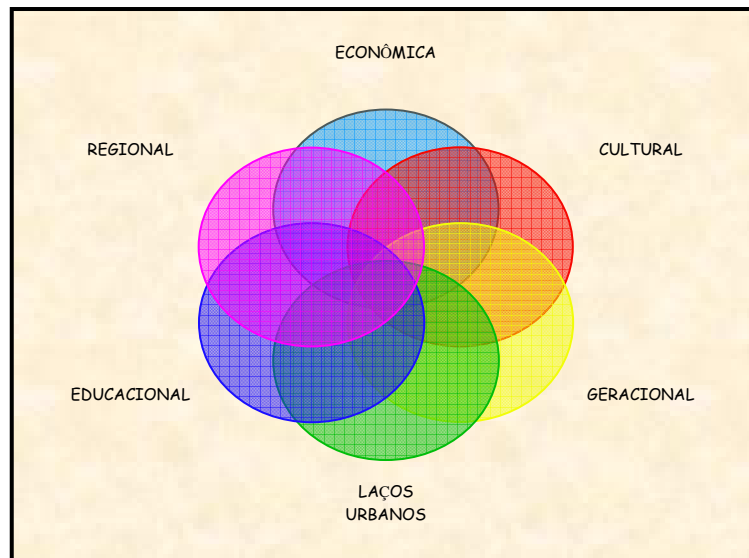 ECONÔMICA
REGIONAL
CULTURAL
EDUCACIONAL
GERACIONAL
LAÇOS
URBANOS